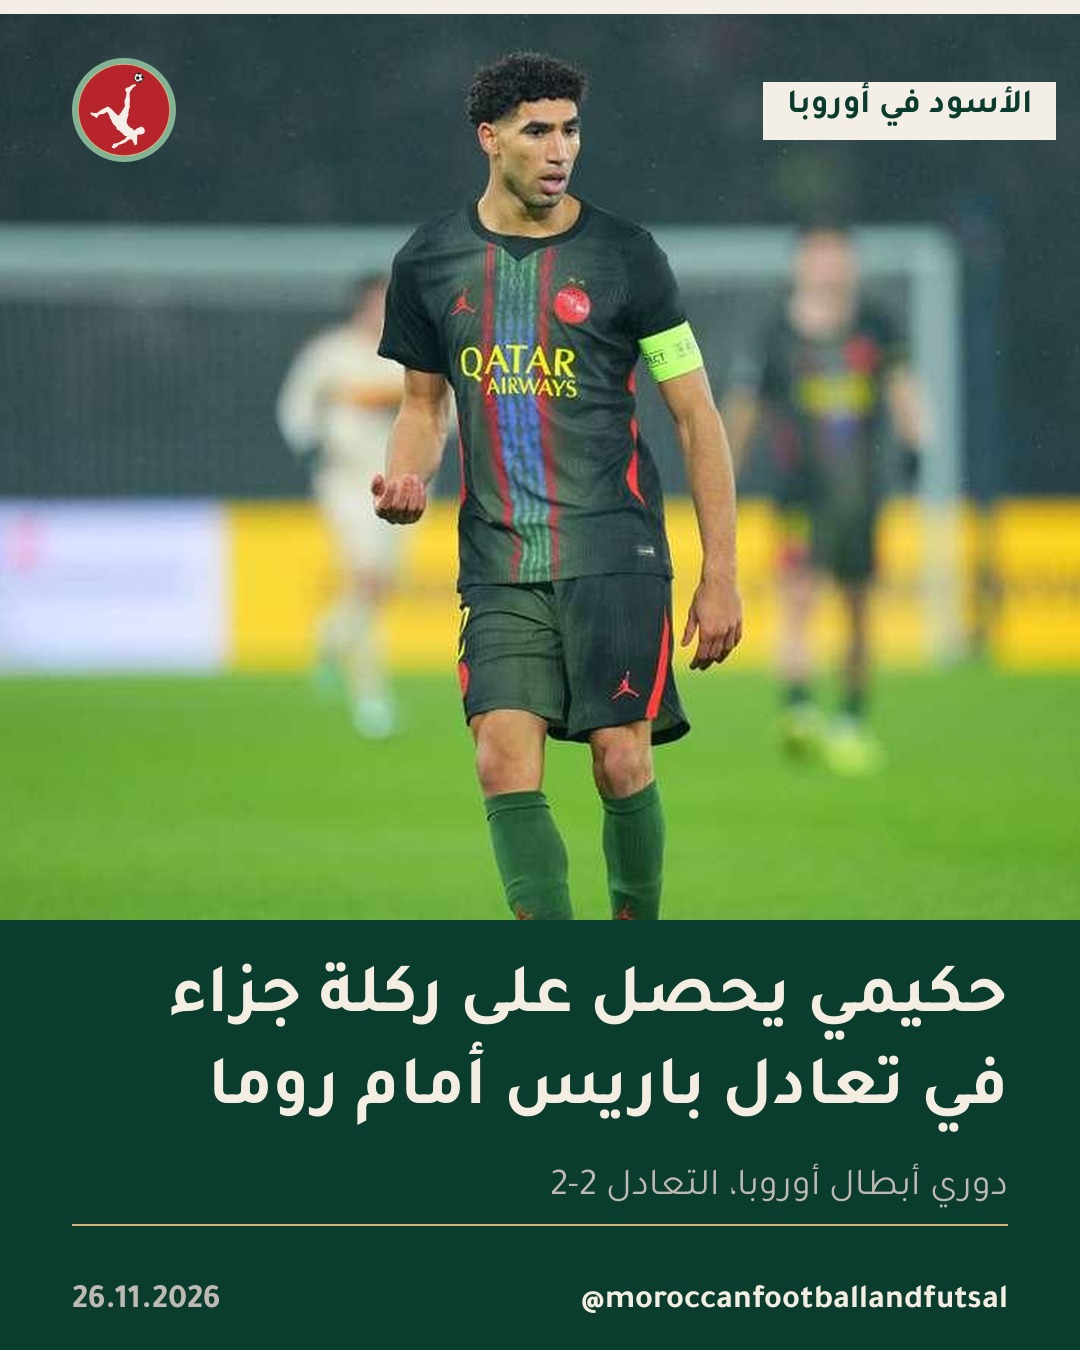 الأسود في أوروبا
QATAR
AIRWAYS
حكيمي يحصل على ركلة جزاء
في تعادل باريس أمام روما
دوري أبطال أوروبا، التعادل 2-2
26.11.2026
@moroccanfootballandfutsal